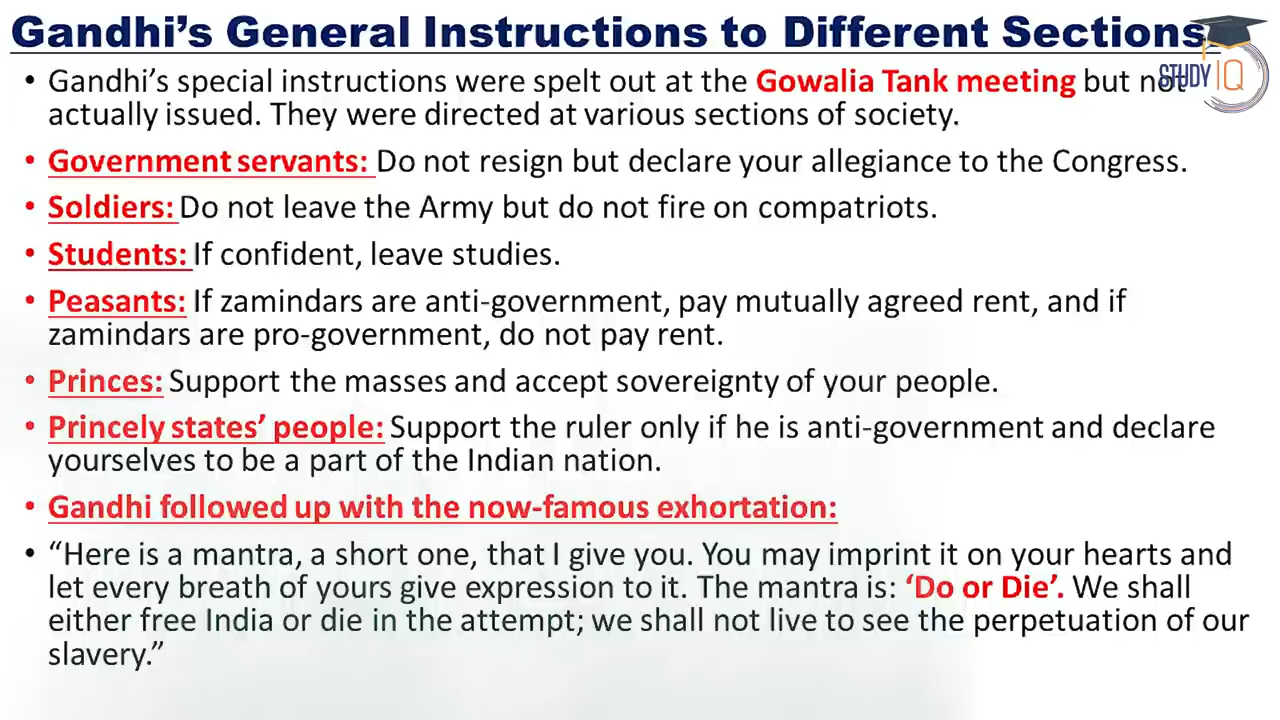 Gandhi’s General Instructions to Different Sections
• Gandhi’s special instructions were spelt out at the Gowalia Tank meeting but not
actually issued. They were directed at various sections of society.
• Government servants: Do not resign but declare your allegiance to the Congress.
• Soldiers: Do not leave the Army but do not fire on compatriots.
• Students: If confident, leave studies.
• Peasants: If zamindars are anti-government, pay mutually agreed rent, and if
zamindars are pro-government, do not pay rent.
• Princes: Support the masses and accept sovereignty of your people.
• Princely states’ people: Support the ruler only if he is anti-government and declare
yourselves to be a part of the Indian nation.
• Gandhi followed up with the now-famous exhortation:
• “Here is a mantra, a short one, that I give you. You may imprint it on your hearts and
let every breath of yours give expression to it. The mantra is: ‘Do or Die’. We shall
either free India or die in the attempt; we shall not live to see the perpetuation of our
slavery.”
STUDY IQ